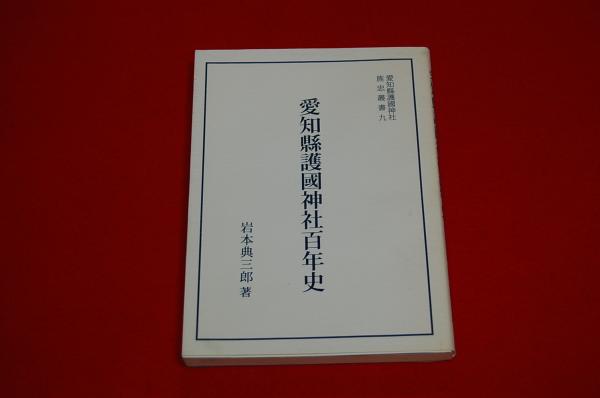 愛知縣護國神社
旌忠叢書九
愛知縣護國神社百年史
岩本典三郎 著